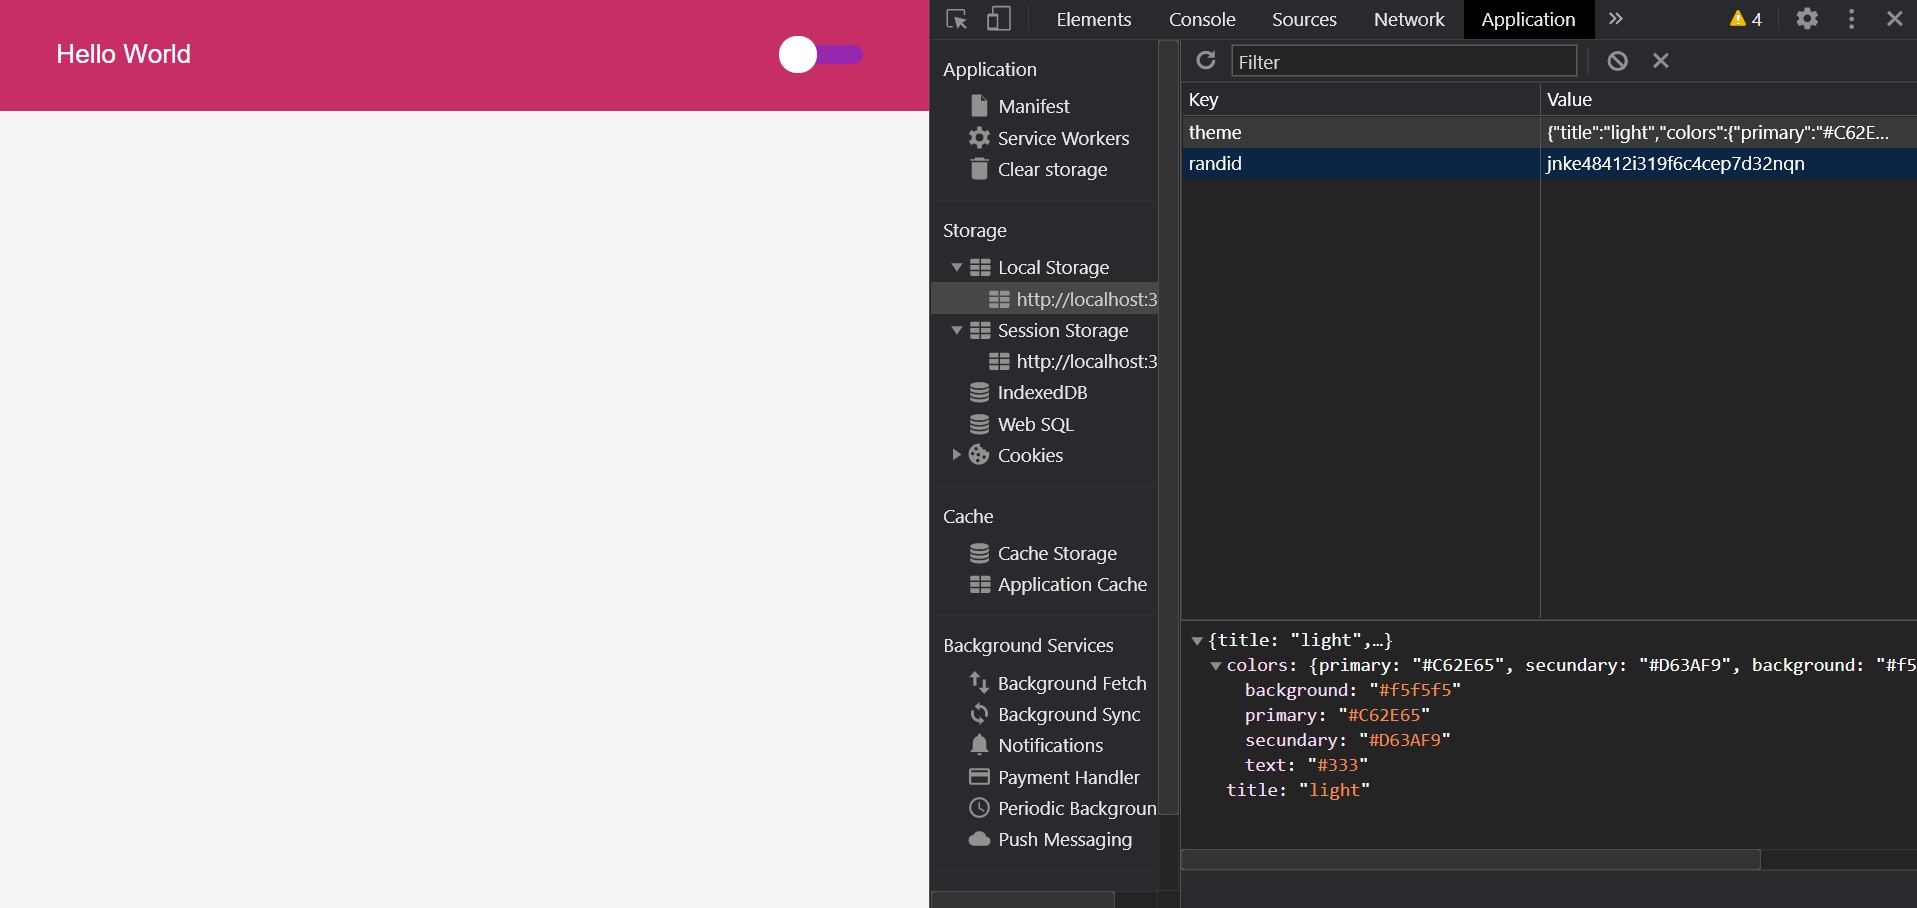 Hello World
Elements Console Sources Network Application 4
Application
Manifest
Service Workers
Clear storage
Storage
Local Storage
http://localhost:3
Session Storage
http://localhost:3
IndexedDB
Web SQL
Cookies
Cache
Cache Storage
Application Cache
Background Services
Background Fetch
Background Sync
Notifications
Payment Handler
Periodic Backgroun
Push Messaging
Filter
Key Value
theme {"title":"light","colors":{"primary":"#C62E...
randid jnke48412i319f6c4cep7d32nqn
{title: "light",…}
colors: {primary: "#C62E65", secundary: "#D63AF9", background: "#f5
background: "#f5f5f5"
primary: "#C62E65"
secundary: "#D63AF9"
text: "#333"
title: "light"